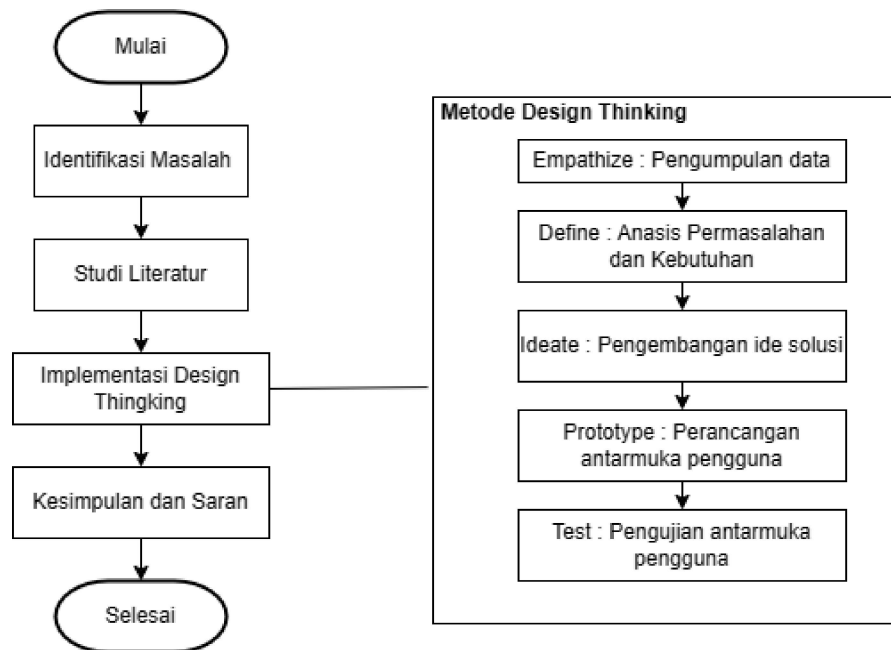 Mulai
Identifikasi Masalah
Studi Literatur
Implementasi Design
Thingking
Kesimpulan dan Saran
Selesai
Metode Design Thinking
Empathize : Pengumpulan data
Define : Anasis Permasalahan
dan Kebutuhan
Ideate : Pengembangan ide solusi
Prototype : Perancangan
antarmuka pengguna
Test : Pengujian antarmuka
pengguna